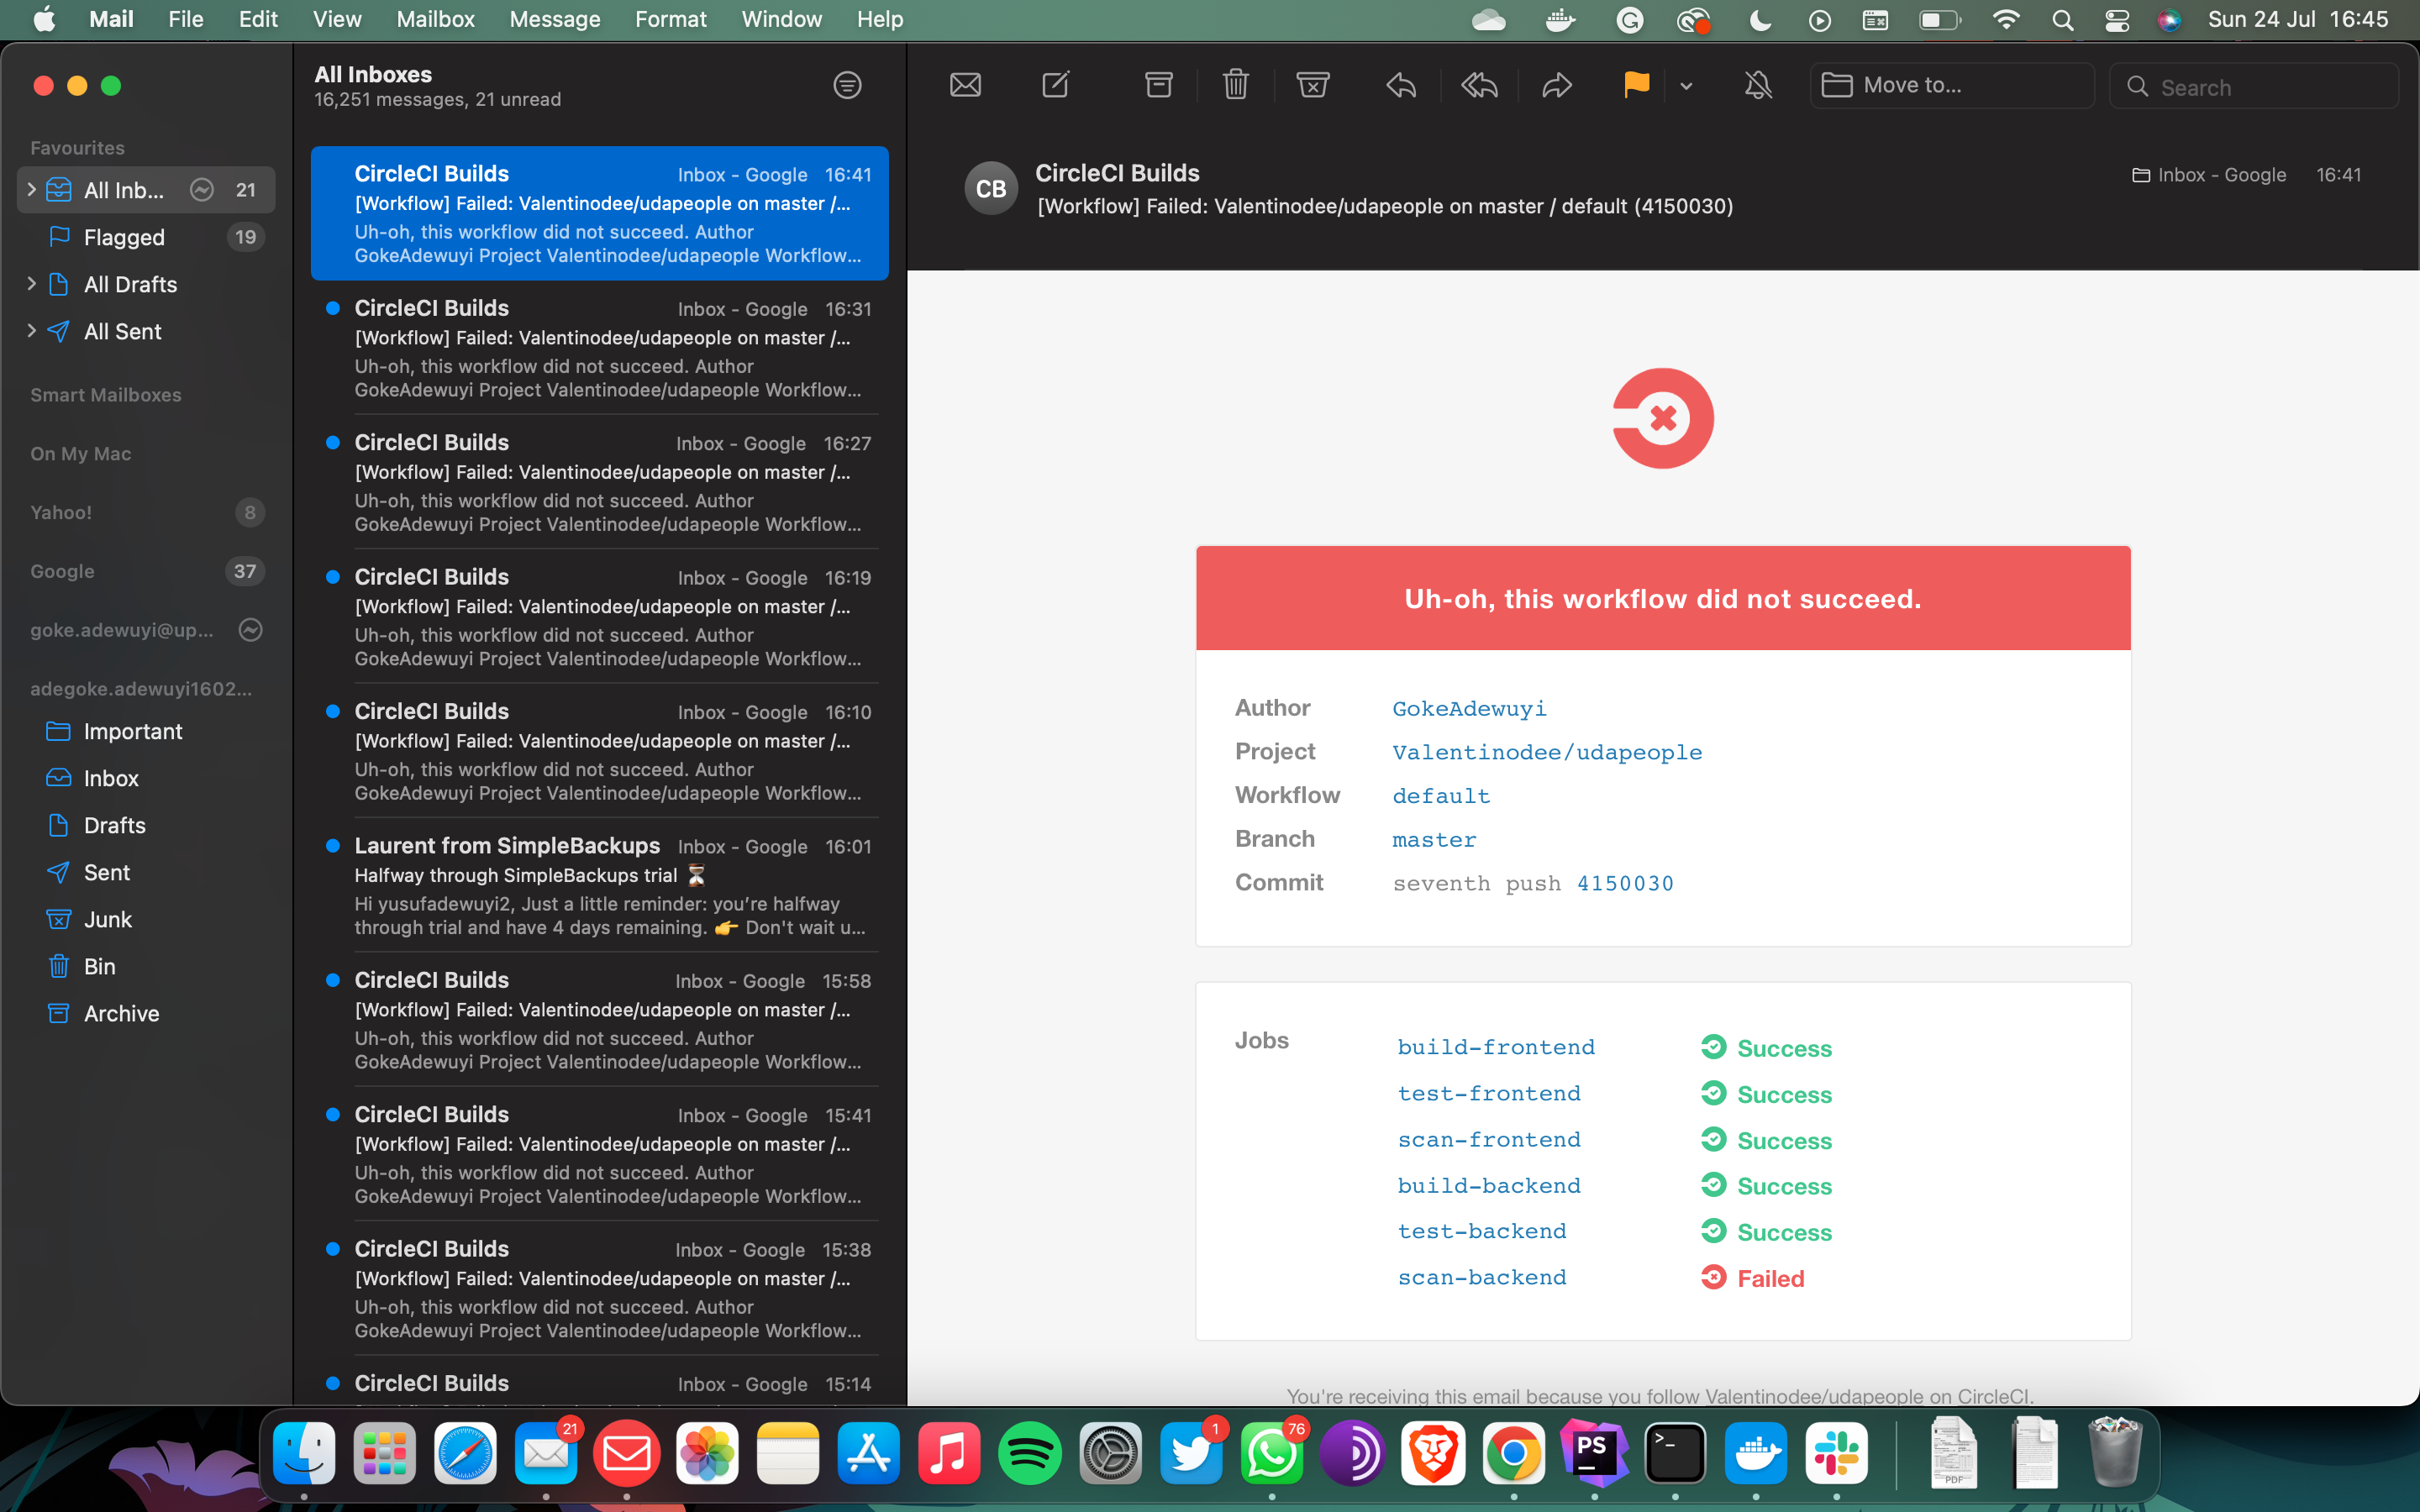 Mail File Edit View Mailbox Message Format Window Help Sun 24 Jul 16:45
All Inboxes
16,251 messages, 21 unread
Move to...
Search
Favourites
All Inb... 21
Flagged 19
All Drafts
All Sent
Smart Mailboxes
On My Mac
Yahoo! 8
Google 37
goke.adewuyi@up...
adegoke.adewuyi1602...
Important
Inbox
Drafts
Sent
Junk
Bin
Archive
CircleCI Builds Inbox - Google 16:41
[Workflow] Failed: Valentinodee/udapeople on master /...
Uh-oh, this workflow did not succeed. Author
GokeAdewuyi Project Valentinodee/udapeople Workflow...
CircleCI Builds Inbox - Google 16:31
[Workflow] Failed: Valentinodee/udapeople on master /...
Uh-oh, this workflow did not succeed. Author
GokeAdewuyi Project Valentinodee/udapeople Workflow...
CircleCI Builds Inbox - Google 16:27
[Workflow] Failed: Valentinodee/udapeople on master /...
Uh-oh, this workflow did not succeed. Author
GokeAdewuyi Project Valentinodee/udapeople Workflow...
CircleCI Builds Inbox - Google 16:19
[Workflow] Failed: Valentinodee/udapeople on master /...
Uh-oh, this workflow did not succeed. Author
GokeAdewuyi Project Valentinodee/udapeople Workflow...
CircleCI Builds Inbox - Google 16:10
[Workflow] Failed: Valentinodee/udapeople on master /...
Uh-oh, this workflow did not succeed. Author
GokeAdewuyi Project Valentinodee/udapeople Workflow...
Laurent from SimpleBackups Inbox - Google 16:01
Halfway through SimpleBackups trial ⏳
Hi yusufadewuyi2, Just a little reminder: you're halfway
through trial and have 4 days remaining. 👉 Don't wait u...
CircleCI Builds Inbox - Google 15:58
[Workflow] Failed: Valentinodee/udapeople on master /...
Uh-oh, this workflow did not succeed. Author
GokeAdewuyi Project Valentinodee/udapeople Workflow...
CircleCI Builds Inbox - Google 15:41
[Workflow] Failed: Valentinodee/udapeople on master /...
Uh-oh, this workflow did not succeed. Author
GokeAdewuyi Project Valentinodee/udapeople Workflow...
CircleCI Builds Inbox - Google 15:38
[Workflow] Failed: Valentinodee/udapeople on master /...
Uh-oh, this workflow did not succeed. Author
GokeAdewuyi Project Valentinodee/udapeople Workflow...
CircleCI Builds Inbox - Google 15:14
CB
CircleCI Builds Inbox - Google 16:41
[Workflow] Failed: Valentinodee/udapeople on master / default (4150030)
Uh-oh, this workflow did not succeed.
Author GokeAdewuyi
Project Valentinodee/udapeople
Workflow default
Branch master
Commit seventh push 4150030
Jobs
build-frontend Success
test-frontend Success
scan-frontend Success
build-backend Success
test-backend Success
scan-backend Failed
You're receiving this email because you follow Valentinodee/udapeople on CircleCI.
21
1
76
PS
PDF